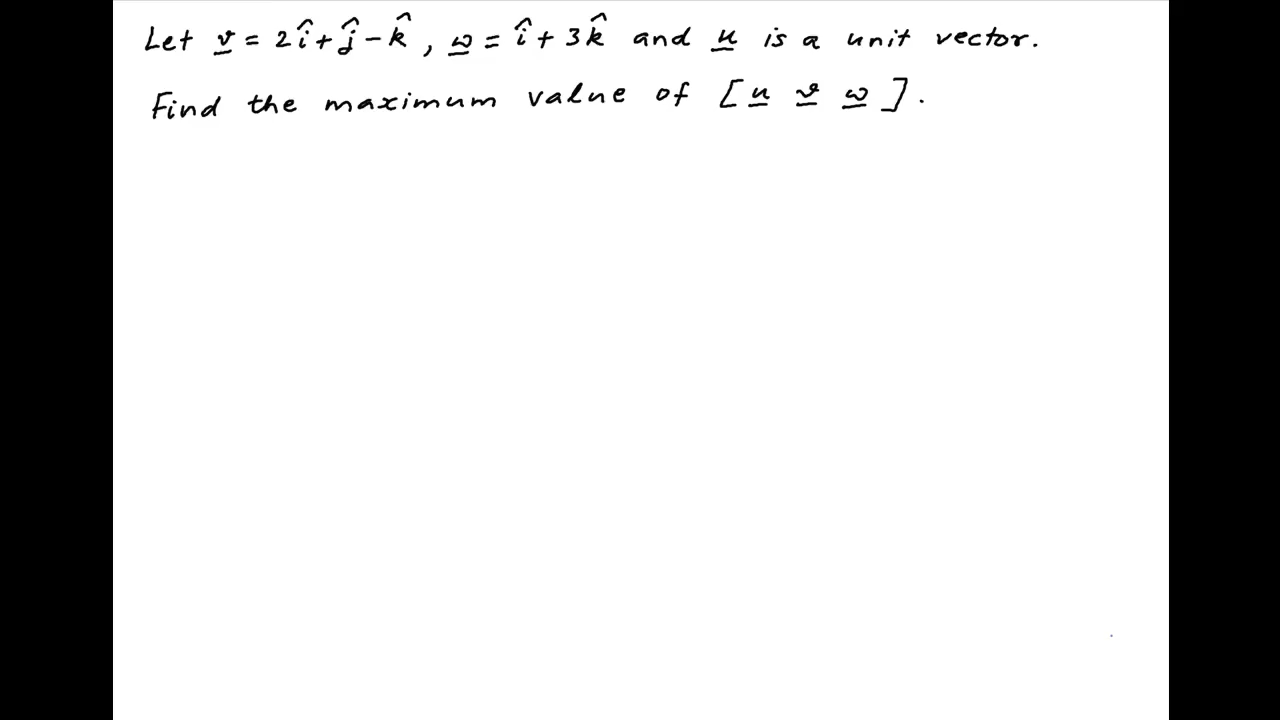 Let v̲ = 2î + ĵ - k̂, w̲ = î + 3k̂ and u̲ is a unit vector.
Find the maximum value of [u̲ v̲ w̲].